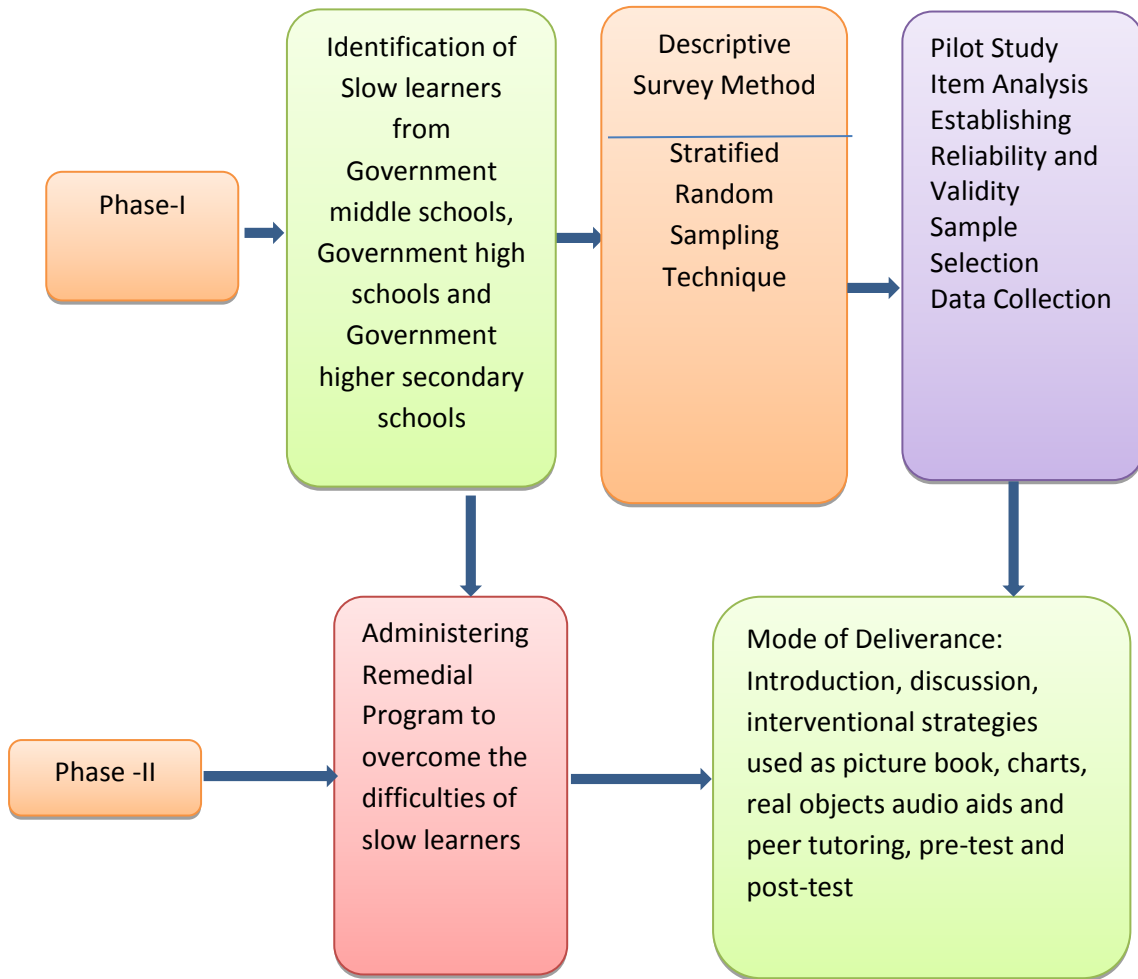 Phase-I
Identification of
Slow learners
from
Government
middle schools,
Government high
schools and
Government
higher secondary
schools
Descriptive
Survey Method
Stratified
Random
Sampling
Technique
Pilot Study
Item Analysis
Establishing
Reliability and
Validity
Sample
Selection
Data Collection
Phase -II
Administering
Remedial
Program to
overcome the
difficulties of
slow learners
Mode of Deliverance:
Introduction, discussion,
interventional strategies
used as picture book, charts,
real objects audio aids and
peer tutoring, pre-test and
post-test